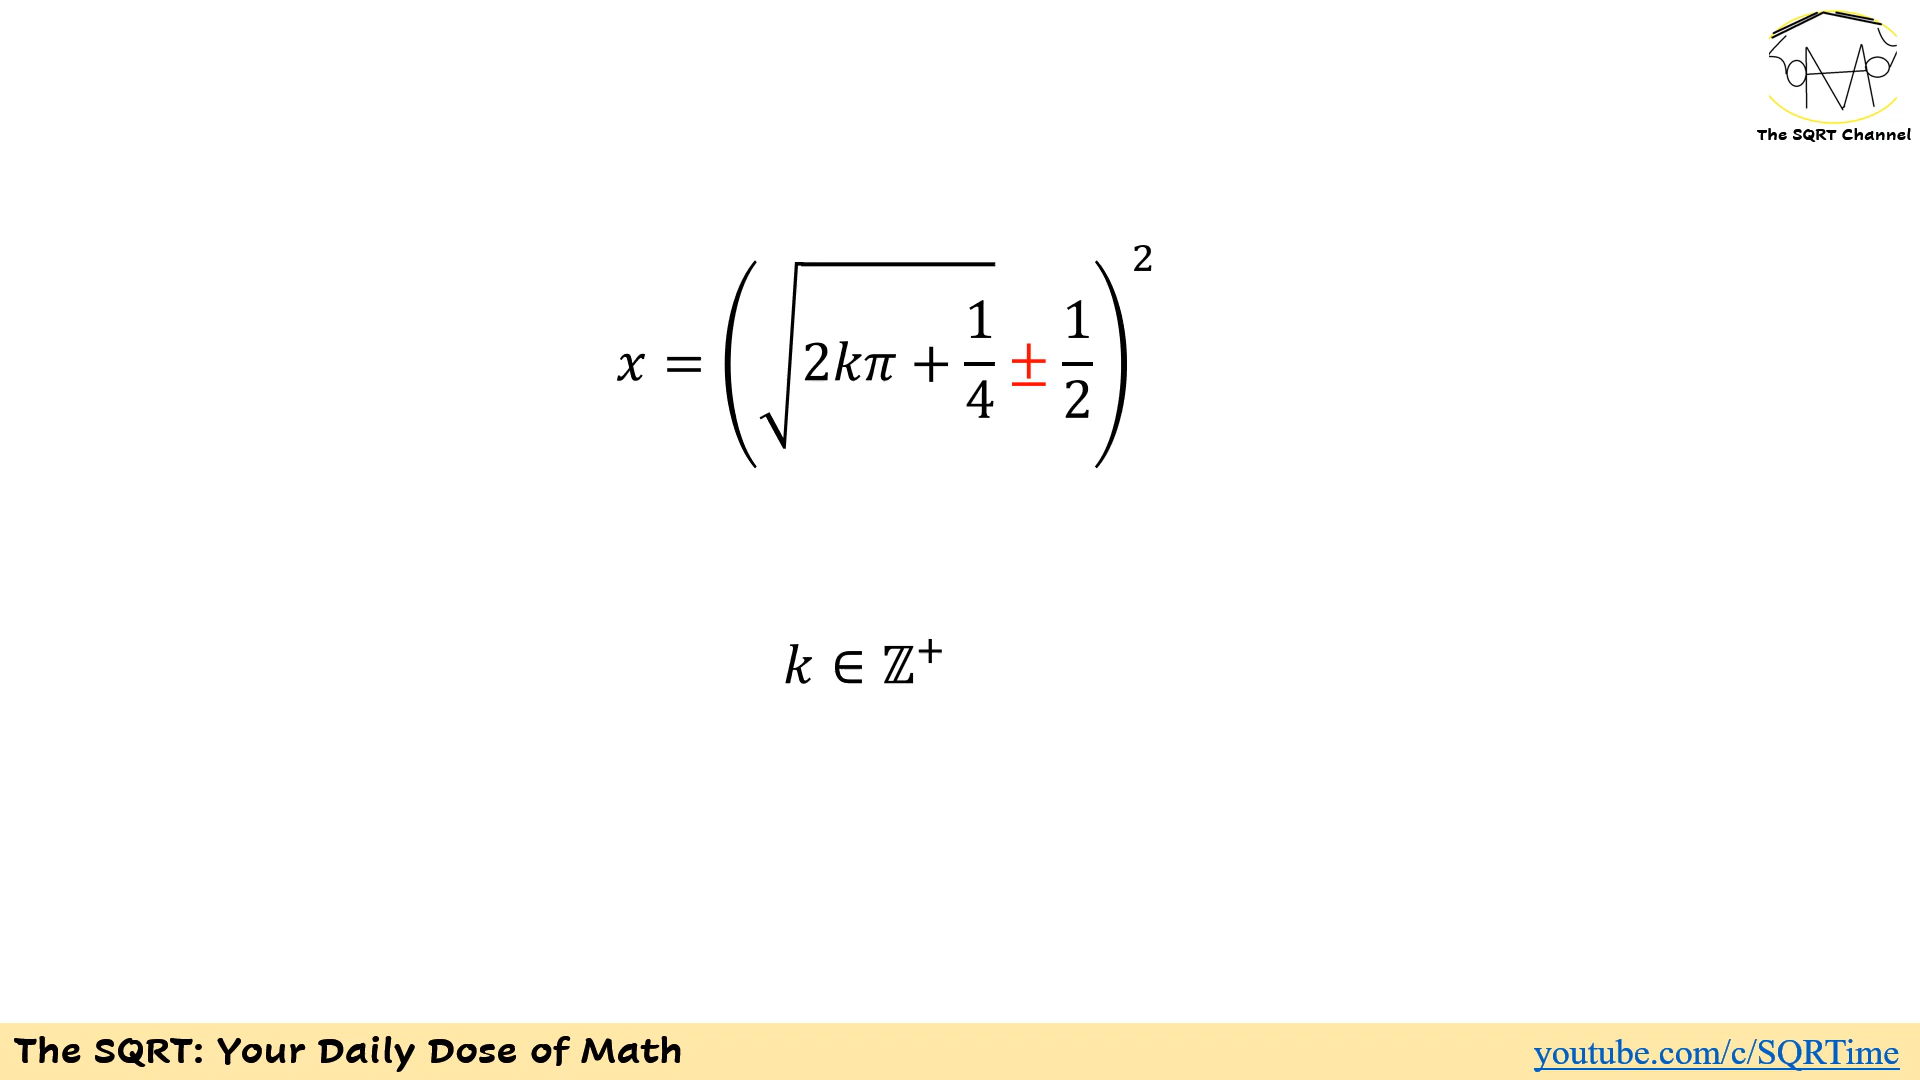 The SQRT Channel
x = (√(2kπ + 1/4) ± 1/2)²
k ∈ ℤ⁺
The SQRT: Your Daily Dose of Math
youtube.com/c/SQRTime